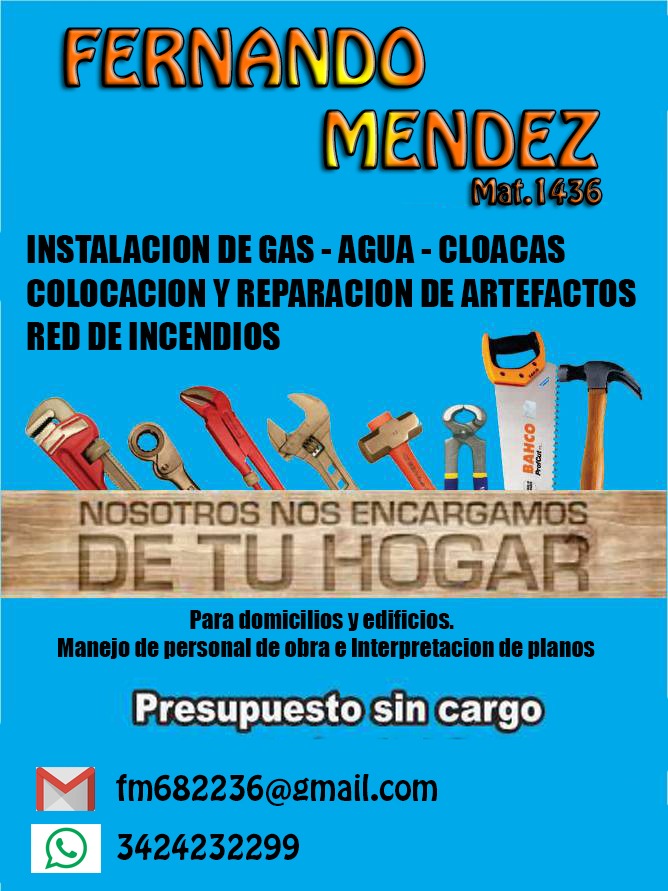 FERNANDO
MENDEZ
Mat.1436
INSTALACION DE GAS - AGUA - CLOACAS
COLOCACION Y REPARACION DE ARTEFACTOS
RED DE INCENDIOS
BAHCO
ProfCut
NOSOTROS NOS ENCARGAMOS
DE TU HOGAR
Para domicilios y edificios.
Manejo de personal de obra e Interpretacion de planos
Presupuesto sin cargo
fm682236@gmail.com
3424232299